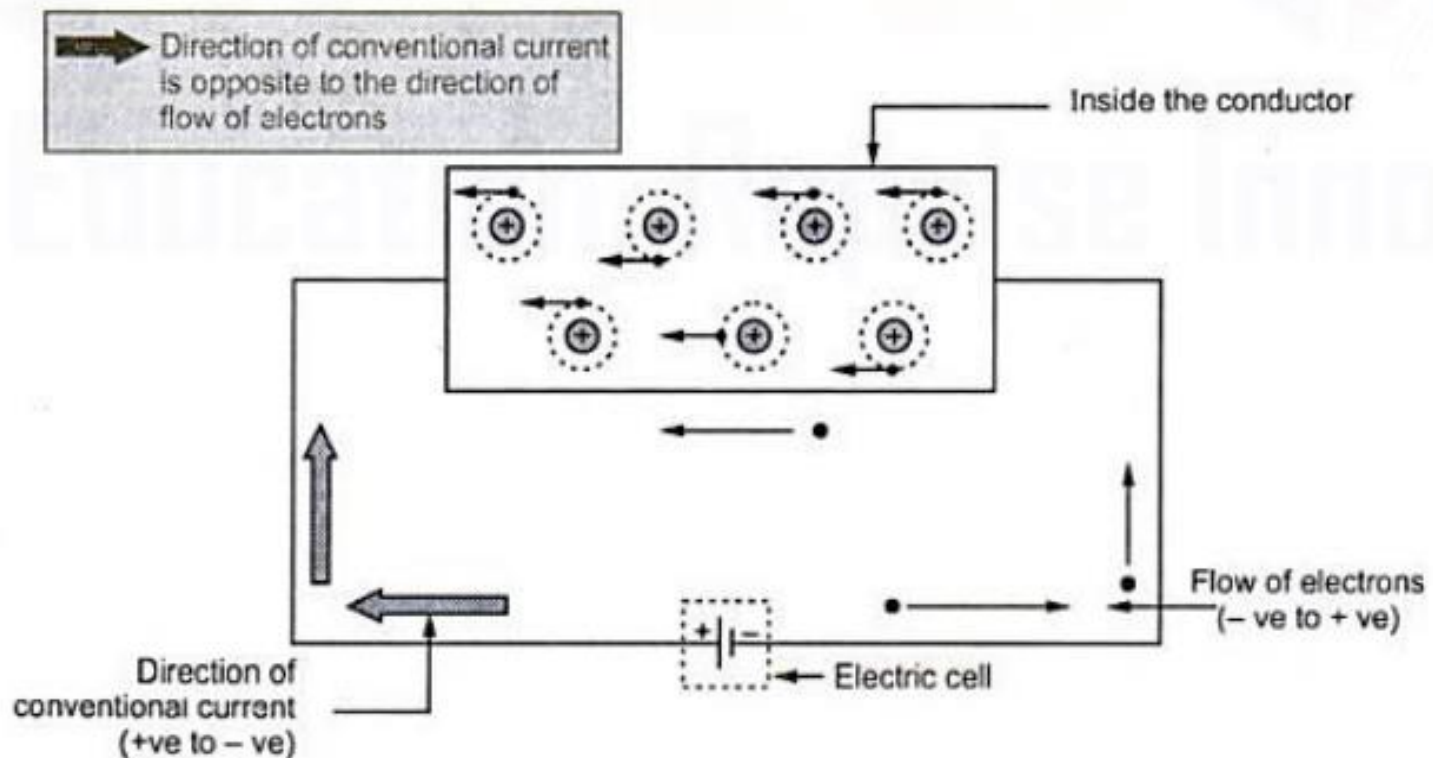 Direction of conventional current
is opposite to the direction of
flow of electrons
Inside the conductor
+ + + +
+ + +
Flow of electrons
(– ve to + ve)
+ –
Electric cell
Direction of
conventional current
(+ve to – ve)